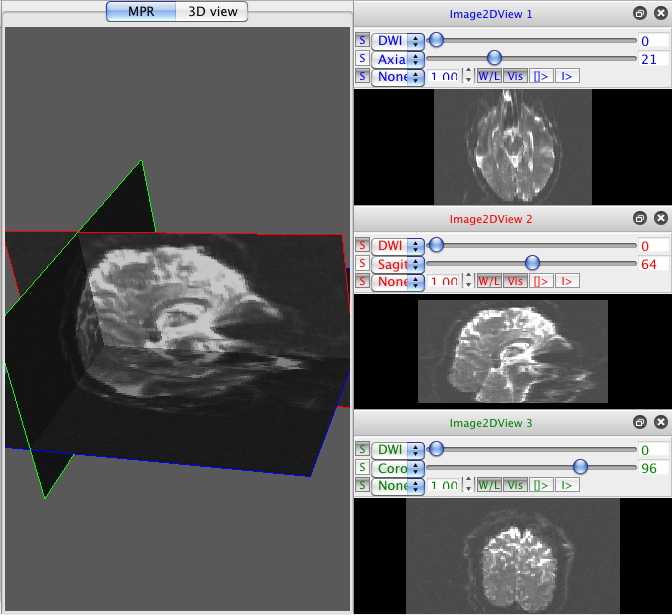 MPR 3D view
Image2DView 1
S DWI 0
S Axia 21
S None 1.00 W/L Vis []> I>
Image2DView 2
S DWI 0
S Sagit 64
S None 1.00 W/L Vis []> I>
Image2DView 3
S DWI 0
S Coro 96
S None 1.00 W/L Vis []> I>